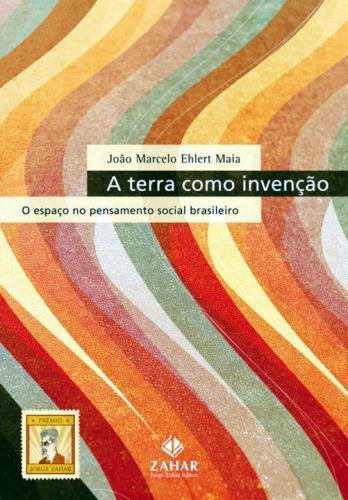 João Marcelo Ehlert Maia
A terra como invenção
O espaço no pensamento social brasileiro
PRÊMIO
JORGE ZAHAR
ZAHAR
Jorge Zahar Editor